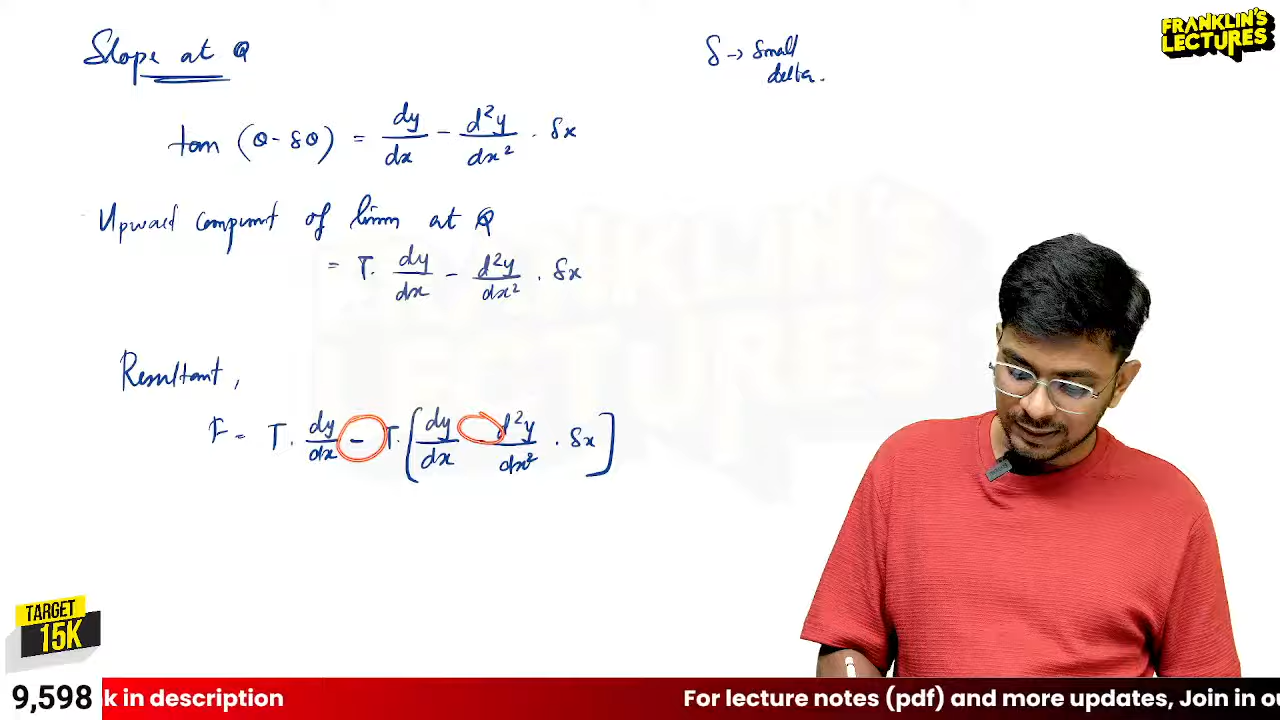 Slope at Q
δ → small
delta.
FRANKLIN'S
LECTURES
tan (θ - δθ) = dy/dx - d²y/dx² . δx
Upward component of at Q
= T. dy/dx - d²y/dx² . δx
Resultant,
F = T. dy/dx - T. [dy/dx - d²y/dx² . δx]
FRANKLIN'S
LECTURES
TARGET
15K
9,598 k in description For lecture notes (pdf) and more updates, Join in ou